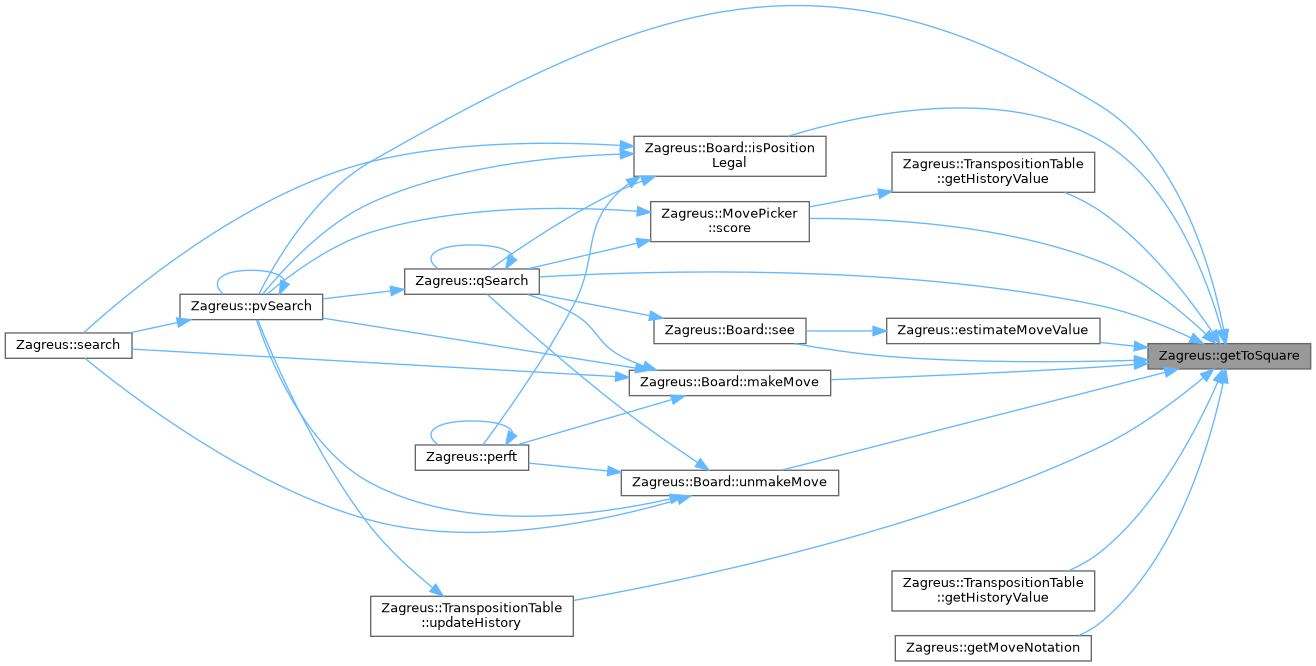 Zagreus::Board::isPosition
Legal
Zagreus::TranspositionTable
::getHistoryValue
Zagreus::MovePicker
::score
Zagreus::qSearch
Zagreus::pvSearch
Zagreus::search
Zagreus::Board::see
Zagreus::estimateMoveValue
Zagreus::getToSquare
Zagreus::Board::makeMove
Zagreus::perft
Zagreus::Board::unmakeMove
Zagreus::TranspositionTable
::getHistoryValue
Zagreus::TranspositionTable
::updateHistory
Zagreus::getMoveNotation